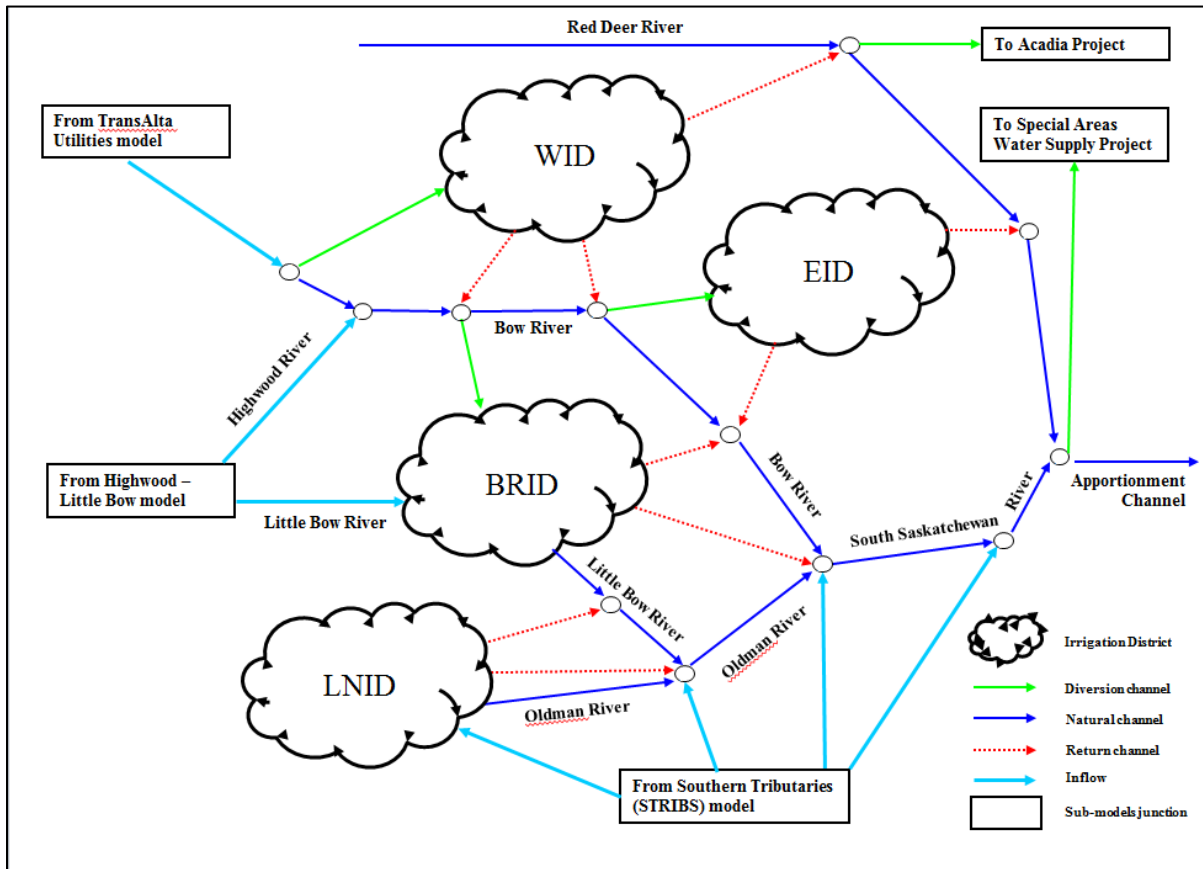 Red Deer River
To Acadia Project
From TransAlta
Utilities model
To Special Areas
Water Supply Project
WID
EID
Bow River
Highwood River
BRID
From Highwood –
Little Bow model
Little Bow River
Bow River
Apportionment
Channel
River
South Saskatchewan
Little Bow River
Oldman River
LNID
Oldman River
From Southern Tributaries
(STRIBS) model
Irrigation District
Diversion channel
Natural channel
Return channel
Inflow
Sub-models junction